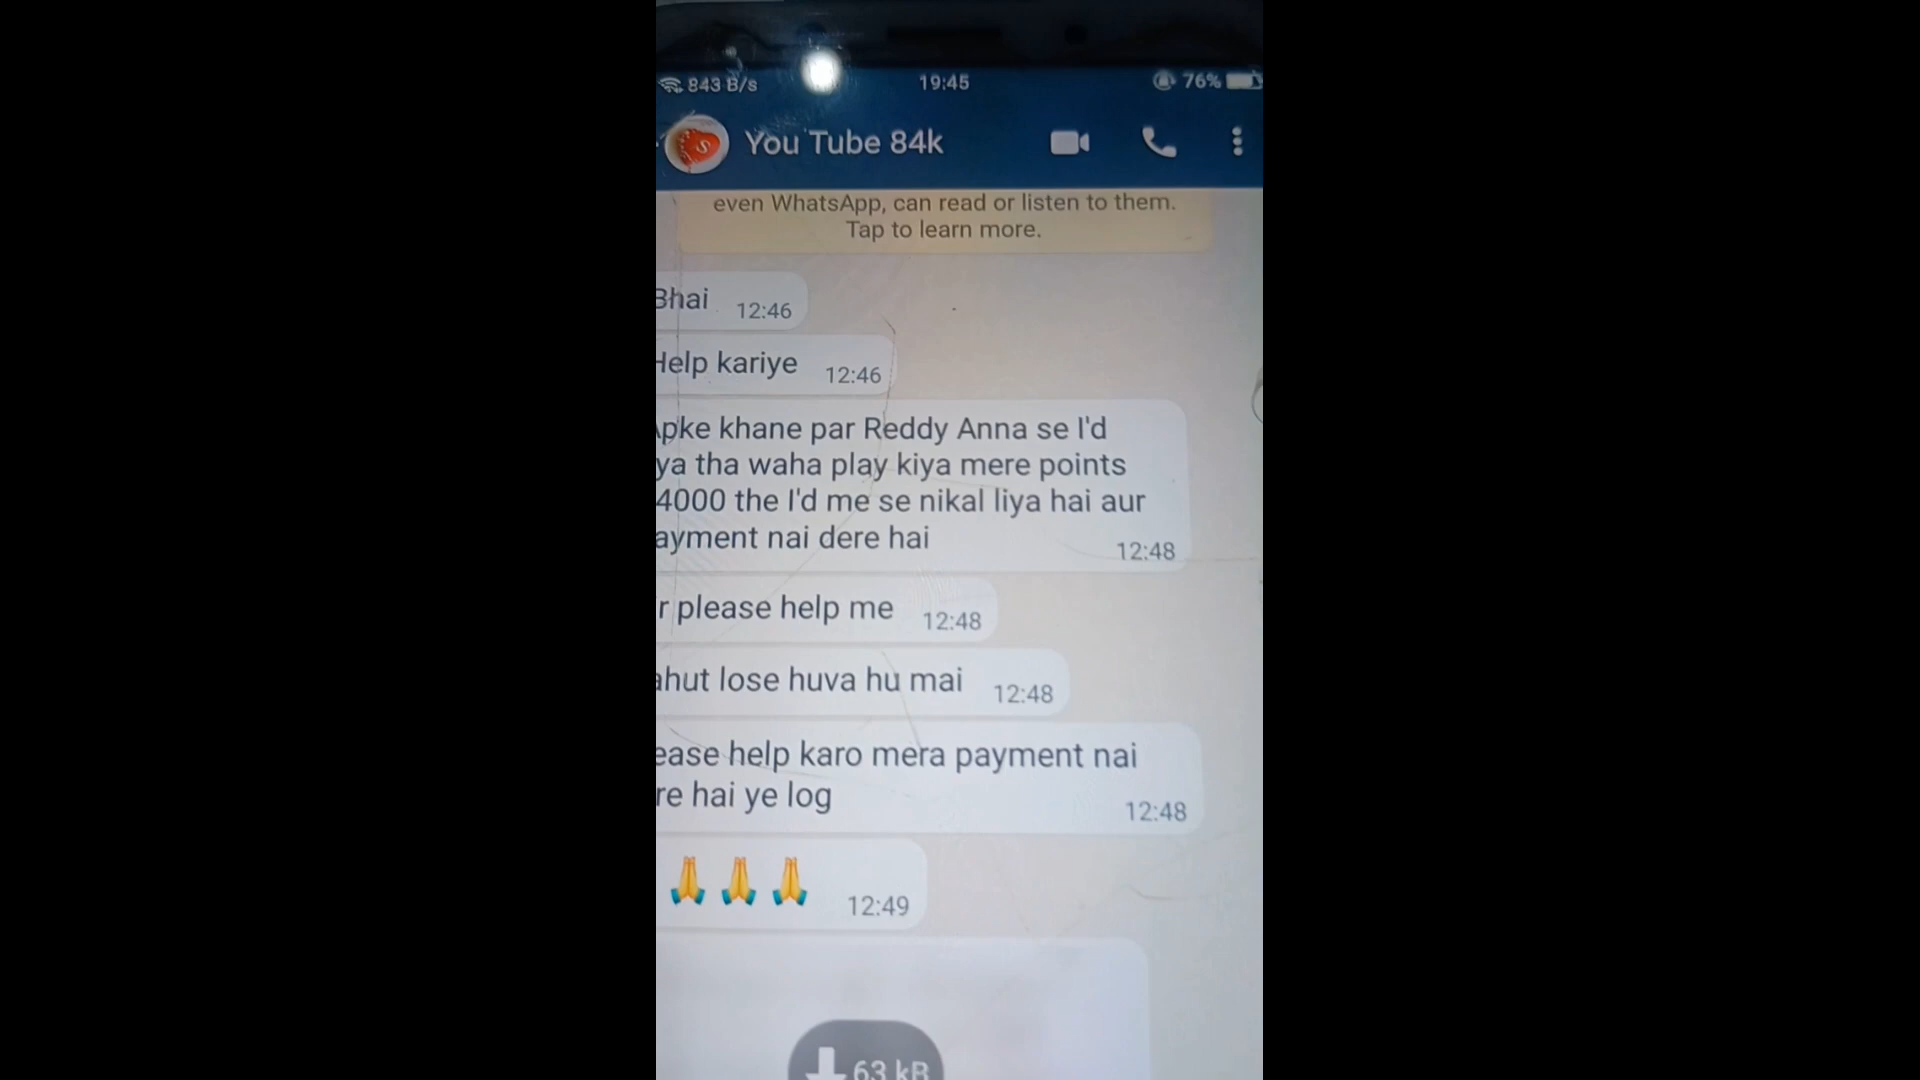 843 B/s 19:45 76%
You Tube 84k
even WhatsApp, can read or listen to them.
Tap to learn more.
Bhai 12:46
Help kariye 12:46
Apke khane par Reddy Anna se I'd
ya tha waha play kiya mere points
4000 the I'd me se nikal liya hai aur
ayment nai dere hai 12:48
r please help me 12:48
ahut lose huva hu mai 12:48
ease help karo mera payment nai
re hai ye log 12:48
🙏🙏🙏 12:49
63 kB